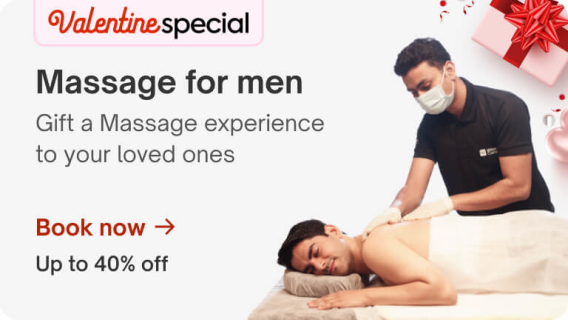 Valentine special
Massage for men
Gift a Massage experience
to your loved ones
Book now →
Up to 40% off